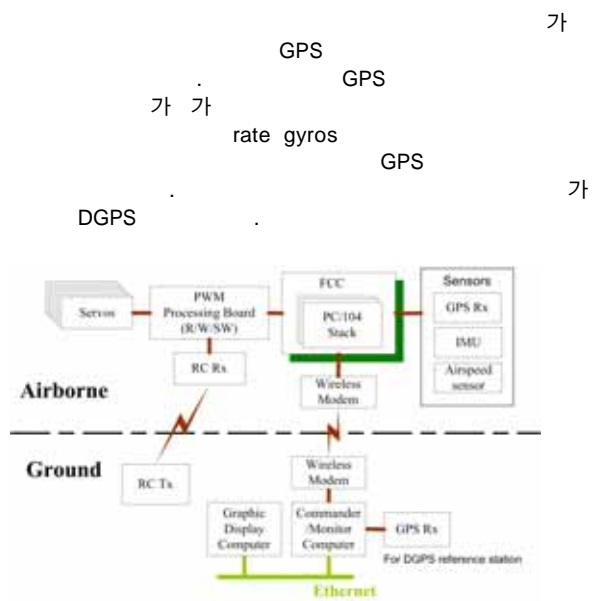 가
GPS
. GPS
가 가
rate gyros
GPS
. 가
DGPS .
FCC
Sensors
Servos
PWM
Processing Board
(R/W/SW)
PC/104
Stack
GPS Rx
IMU
Airspeed
sensor
RC Rx
Wireless
Modem
Airborne
Ground
RC Tx
Wireless
Modem
Graphic
Display
Computer
Commander
/Monitor
Computer
GPS Rx
For DGPS reference station
Ethernet